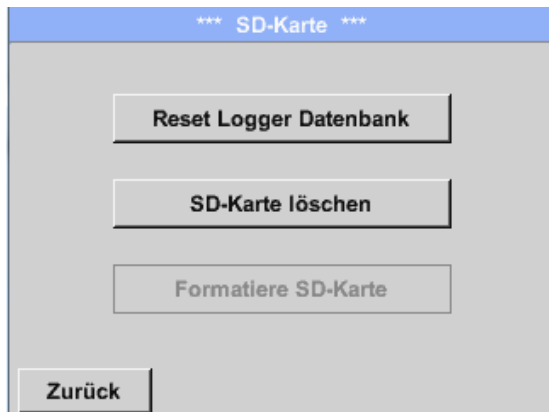 *** SD-Karte ***
Reset Logger Datenbank
SD-Karte löschen
Formatiere SD-Karte
Zurück